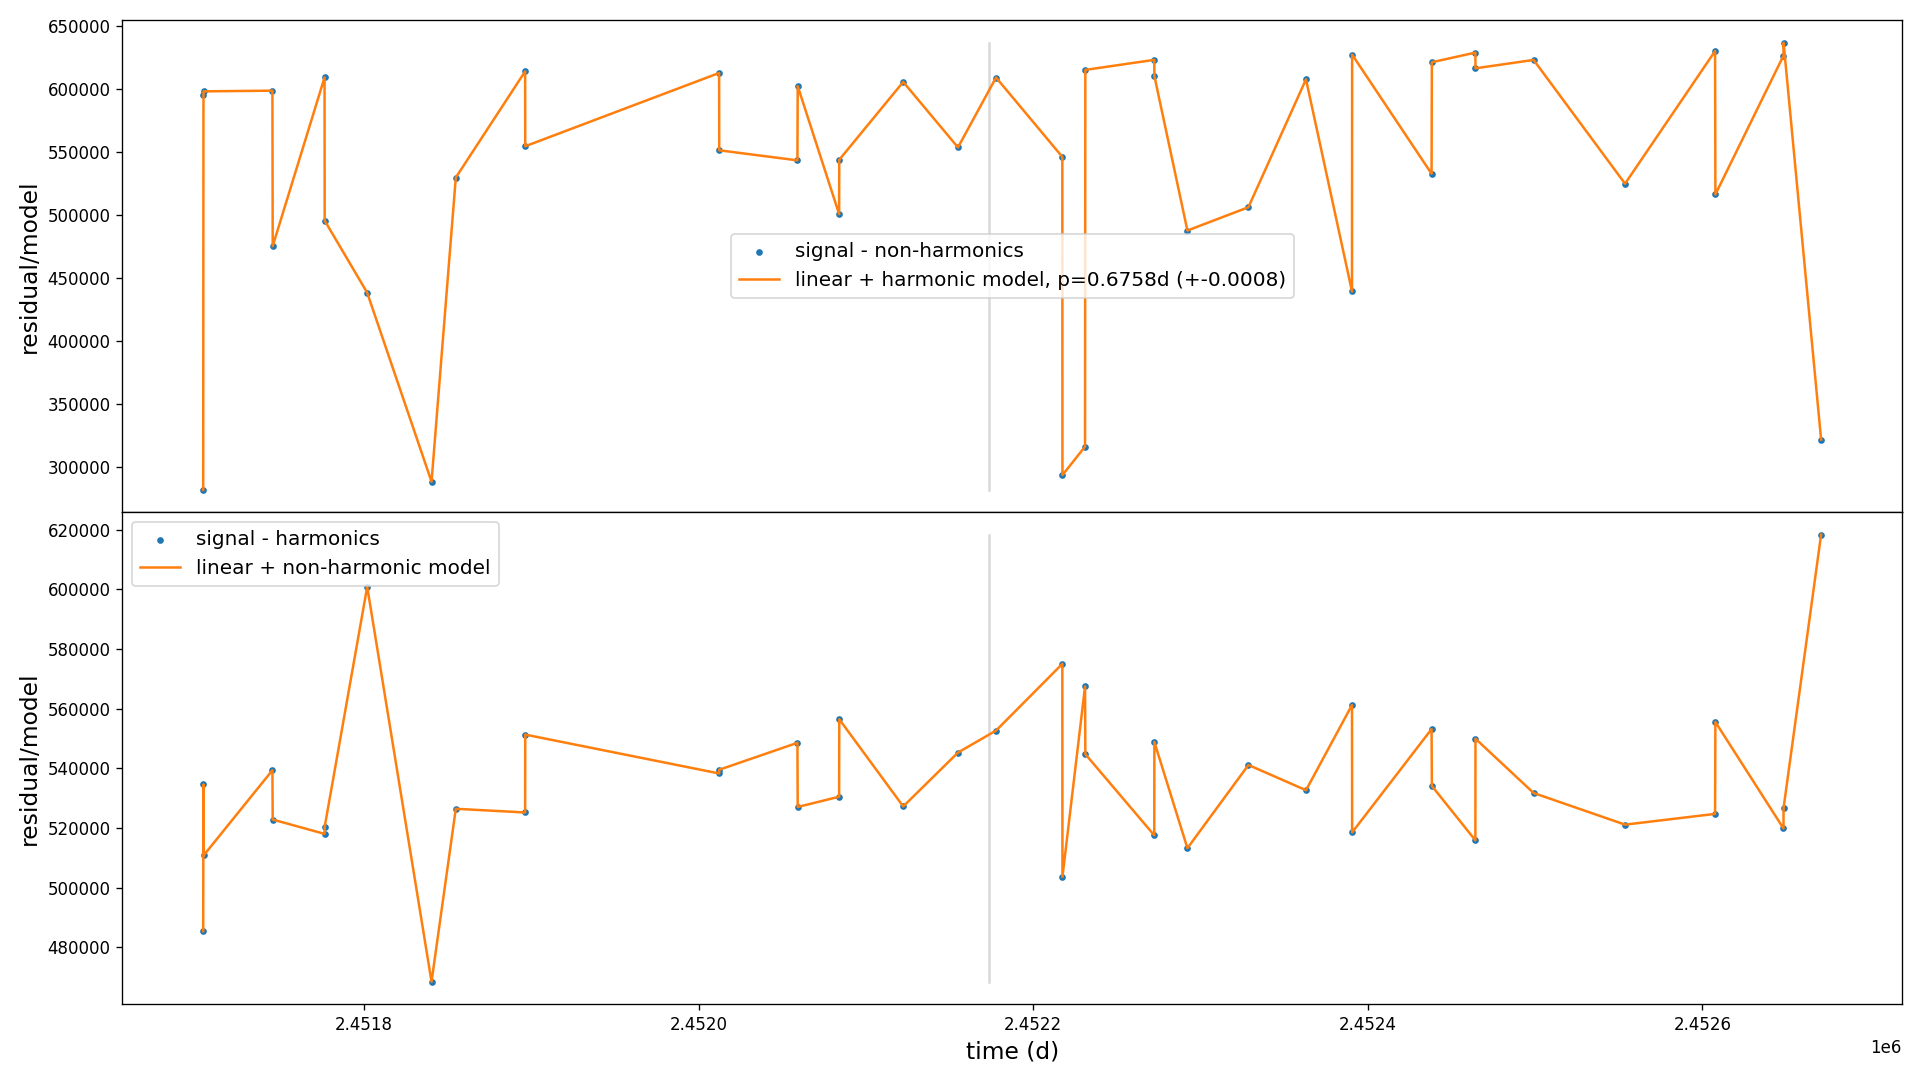 650000
600000
550000
500000
450000
400000
350000
300000
residual/model
signal - non-harmonics
linear + harmonic model, p=0.6758d (+-0.0008)
620000
600000
580000
560000
540000
520000
500000
480000
residual/model
signal - harmonics
linear + non-harmonic model
2.4518 2.4520 2.4522 2.4524 2.4526
1e6
time (d)